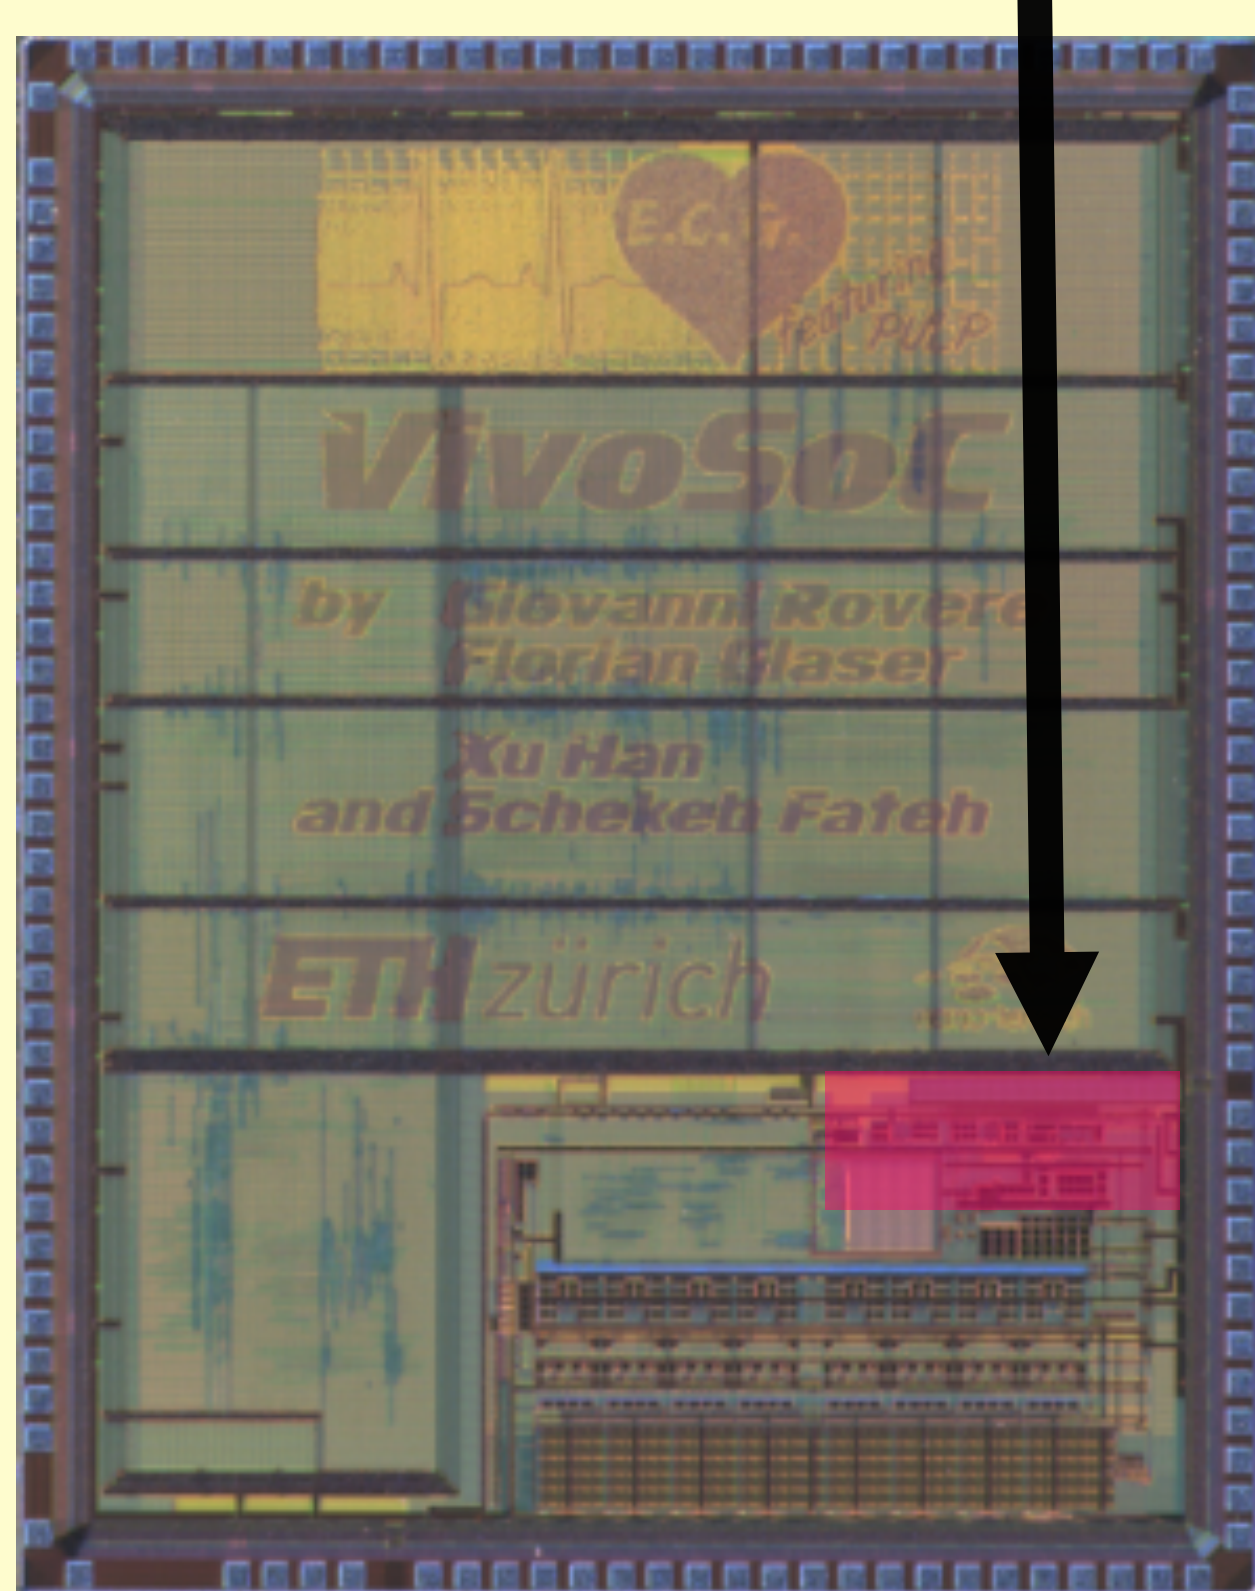 E.C.G.
featuring
PULP
VivoSoC
by Giovanni Rovere
Florian Glaser
Xu Han
and Schekeb Fateh
ETH zürich